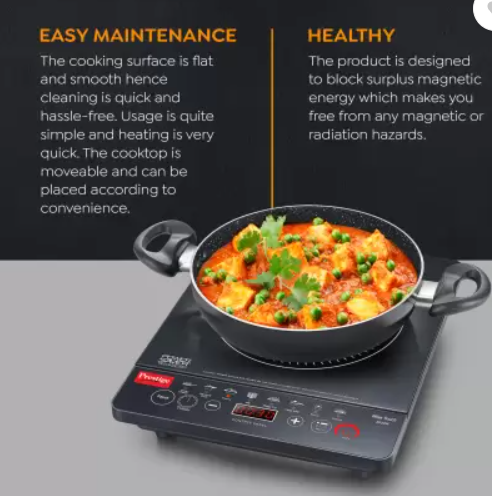 EASY MAINTENANCE
The cooking surface is flat
and smooth hence
cleaning is quick and
hassle-free. Usage is quite
simple and heating is very
quick. The cooktop is
moveable and can be
placed according to
convenience.
HEALTHY
The product is designed
to block surplus magnetic
energy which makes you
free from any magnetic or
radiation hazards.
Prestige